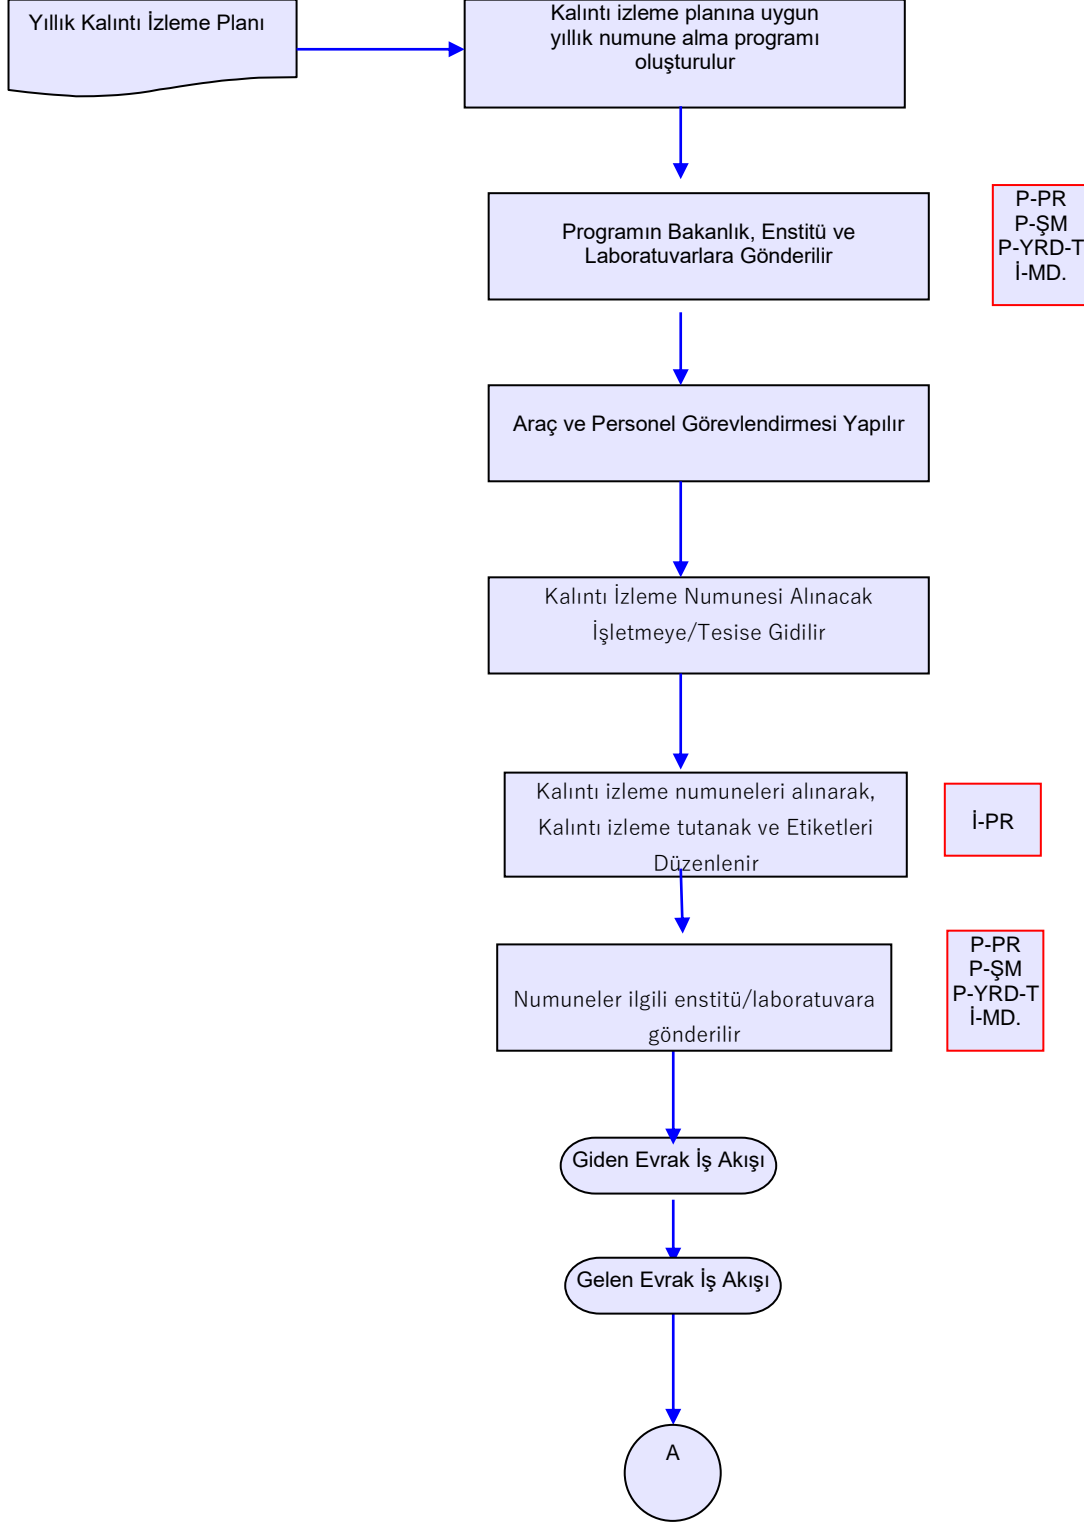 Yıllık Kalıntı İzleme Planı
Kalıntı izleme planına uygun
yıllık numune alma programı
oluşturulur
Programın Bakanlık, Enstitü ve
Laboratuvarlara Gönderilir
P-PR
P-ŞM
P-YRD-T
İ-MD.
Araç ve Personel Görevlendirmesi Yapılır
Kalıntı İzleme Numunesi Alınacak
İşletmeye/Tesise Gidilir
Kalıntı izleme numuneleri alınarak,
Kalıntı izleme tutanak ve Etiketleri
Düzenlenir
İ-PR
Numuneler ilgili enstitü/laboratuvara
gönderilir
P-PR
P-ŞM
P-YRD-T
İ-MD.
Giden Evrak İş Akışı
Gelen Evrak İş Akışı
A